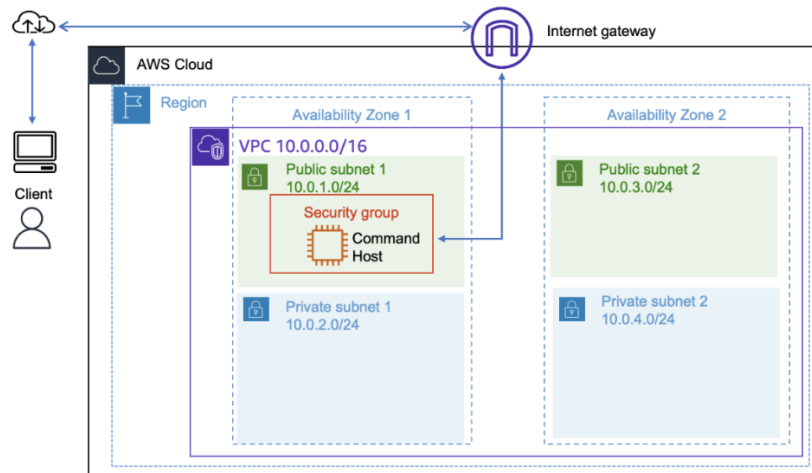 Internet gateway
AWS Cloud
Region
Availability Zone 1
Availability Zone 2
VPC 10.0.0.0/16
Public subnet 1
10.0.1.0/24
Public subnet 2
10.0.3.0/24
Client
Security group
Command
Host
Private subnet 1
10.0.2.0/24
Private subnet 2
10.0.4.0/24